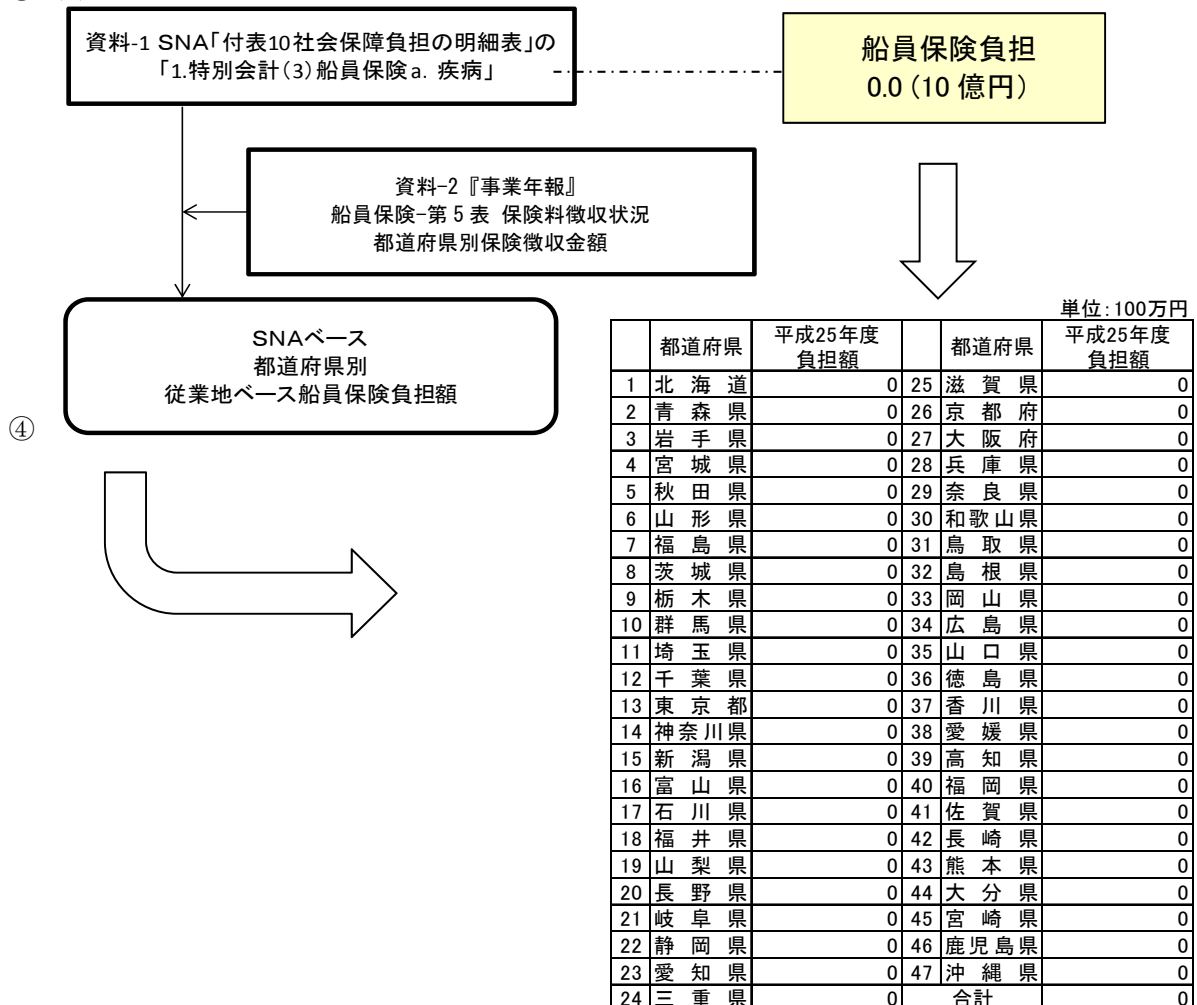 資料-1 SNA「付表10社会保障負担の明細表」の
「1.特別会計(3)船員保険a. 疾病」
船員保険負担
0.0(10 億円)
資料-2『事業年報』
船員保険-第 5 表 保険料徴収状況
都道府県別保険徴収金額
SNAベース
都道府県別
従業地ベース船員保険負担額
④
単位:100万円
都道府県 平成25年度 負担額 都道府県 平成25年度 負担額
1 北海道 0 25 滋賀県 0
2 青森県 0 26 京都府 0
3 岩手県 0 27 大阪府 0
4 宮城県 0 28 兵庫県 0
5 秋田県 0 29 奈良県 0
6 山形県 0 30 和歌山県 0
7 福島県 0 31 鳥取県 0
8 茨城県 0 32 島根県 0
9 栃木県 0 33 岡山県 0
10 群馬県 0 34 広島県 0
11 埼玉県 0 35 山口県 0
12 千葉県 0 36 徳島県 0
13 東京都 0 37 香川県 0
14 神奈川県 0 38 愛媛県 0
15 新潟県 0 39 高知県 0
16 富山県 0 40 福岡県 0
17 石川県 0 41 佐賀県 0
18 福井県 0 42 長崎県 0
19 山梨県 0 43 熊本県 0
20 長野県 0 44 大分県 0
21 岐阜県 0 45 宮崎県 0
22 静岡県 0 46 鹿児島県 0
23 愛知県 0 47 沖縄県 0
24 三重県 0 合計 0